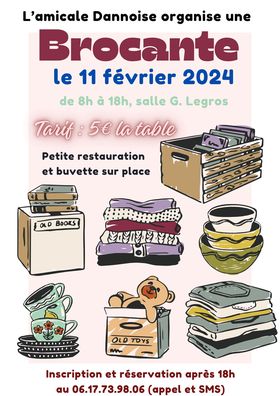 L'amicale Dannoise organise une
Brocante
le 11 février 2024
de 8h à 18h, salle G. Legros
Tarif : 5€ la table
Petite restauration
et buvette sur place
OLD BOOKS
OLD TOYS
Inscription et réservation après 18h
au 06.17.73.98.06 (appel et SMS)